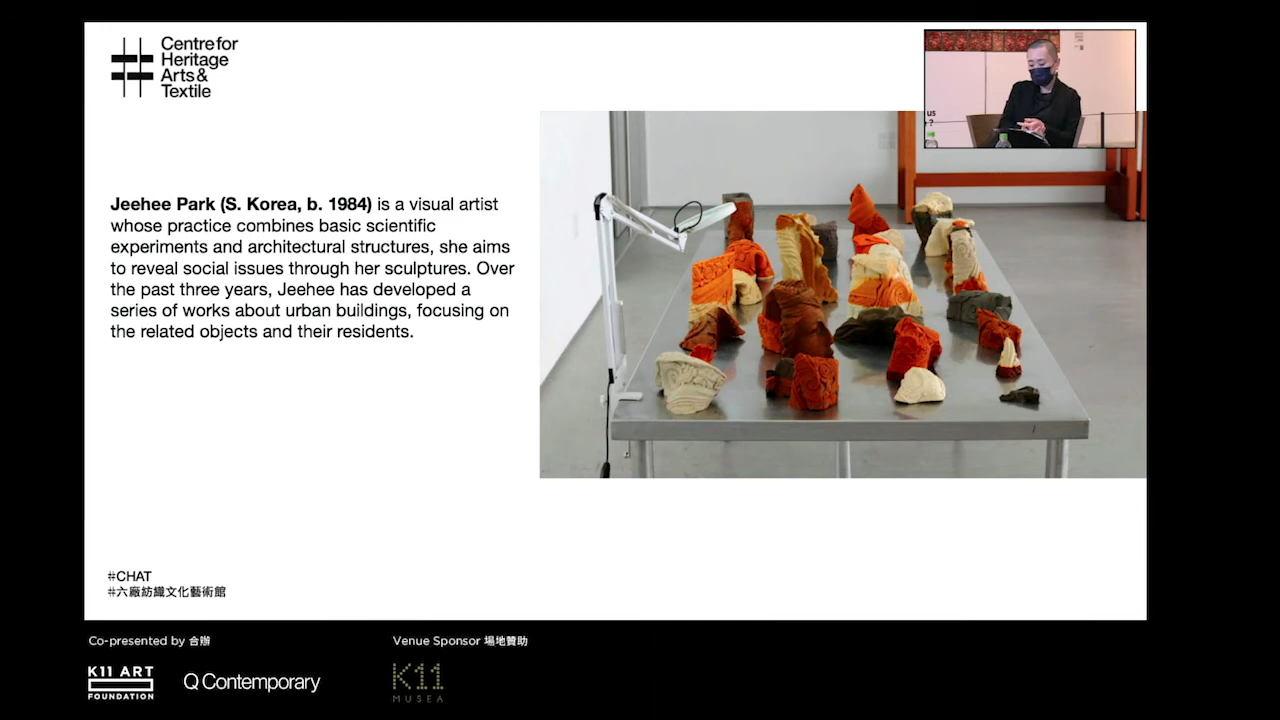 Centre for
Heritage
Arts &
Textile
us
?
Jeehee Park (S. Korea, b. 1984) is a visual artist
whose practice combines basic scientific
experiments and architectural structures, she aims
to reveal social issues through her sculptures. Over
the past three years, Jeehee has developed a
series of works about urban buildings, focusing on
the related objects and their residents.
#CHAT
#六廠紡織文化藝術館
Co-presented by 合辦
Venue Sponsor 場地贊助
K11 ART
FOUNDATION
Q Contemporary
K11
MUSEA